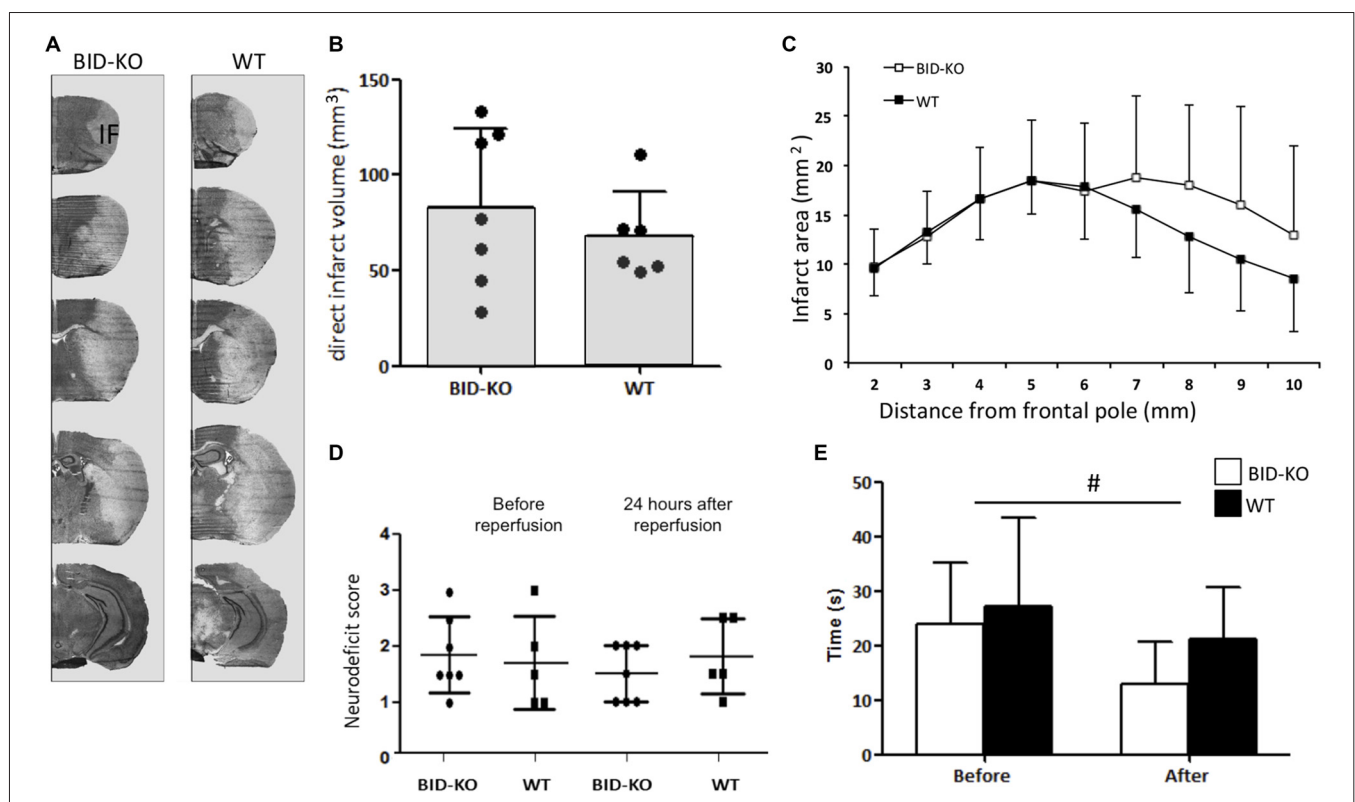 A
BID-KO
WT
IF
B
direct infarct volume (mm3)
150
100
50
0
BID-KO
WT
C
BID-KO
WT
Infarct area (mm 2 )
30
25
20
15
10
5
0
2 3 4 5 6 7 8 9 10
Distance from frontal pole (mm)
D
Before
reperfusion
24 hours after
reperfusion
Neurodeficit score
4
3
2
1
0
BID-KO WT BID-KO WT
E
BID-KO
WT
#
Time (s)
50
40
30
20
10
0
Before After